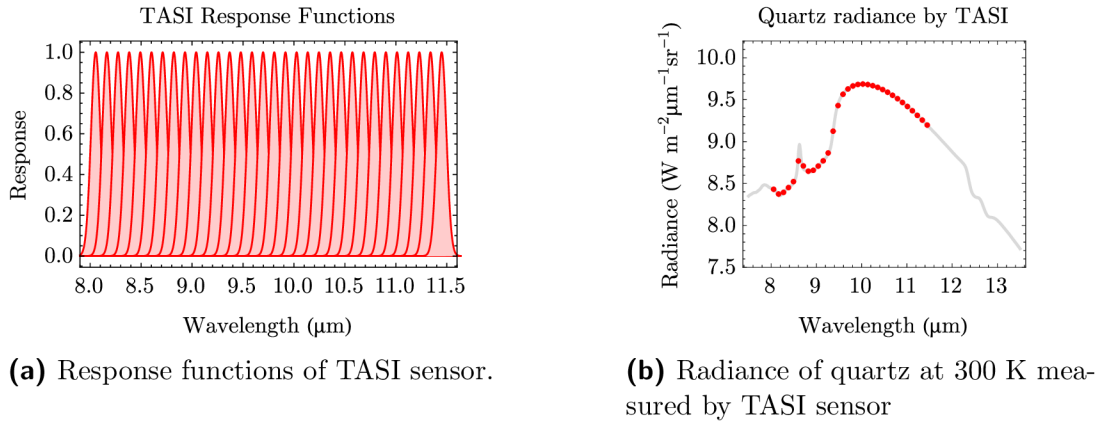 TASI Response Functions
1.0
0.8
0.6
0.4
0.2
0.0
Response
8.0 8.5 9.0 9.5 10.0 10.5 11.0 11.5
Wavelength (μm)
(a) Response functions of TASI sensor.
Quartz radiance by TASI
10.0
9.5
9.0
8.5
8.0
7.5
Radiance (W m⁻²μm⁻¹sr⁻¹)
8 9 10 11 12 13
Wavelength (μm)
(b) Radiance of quartz at 300 K mea-
sured by TASI sensor